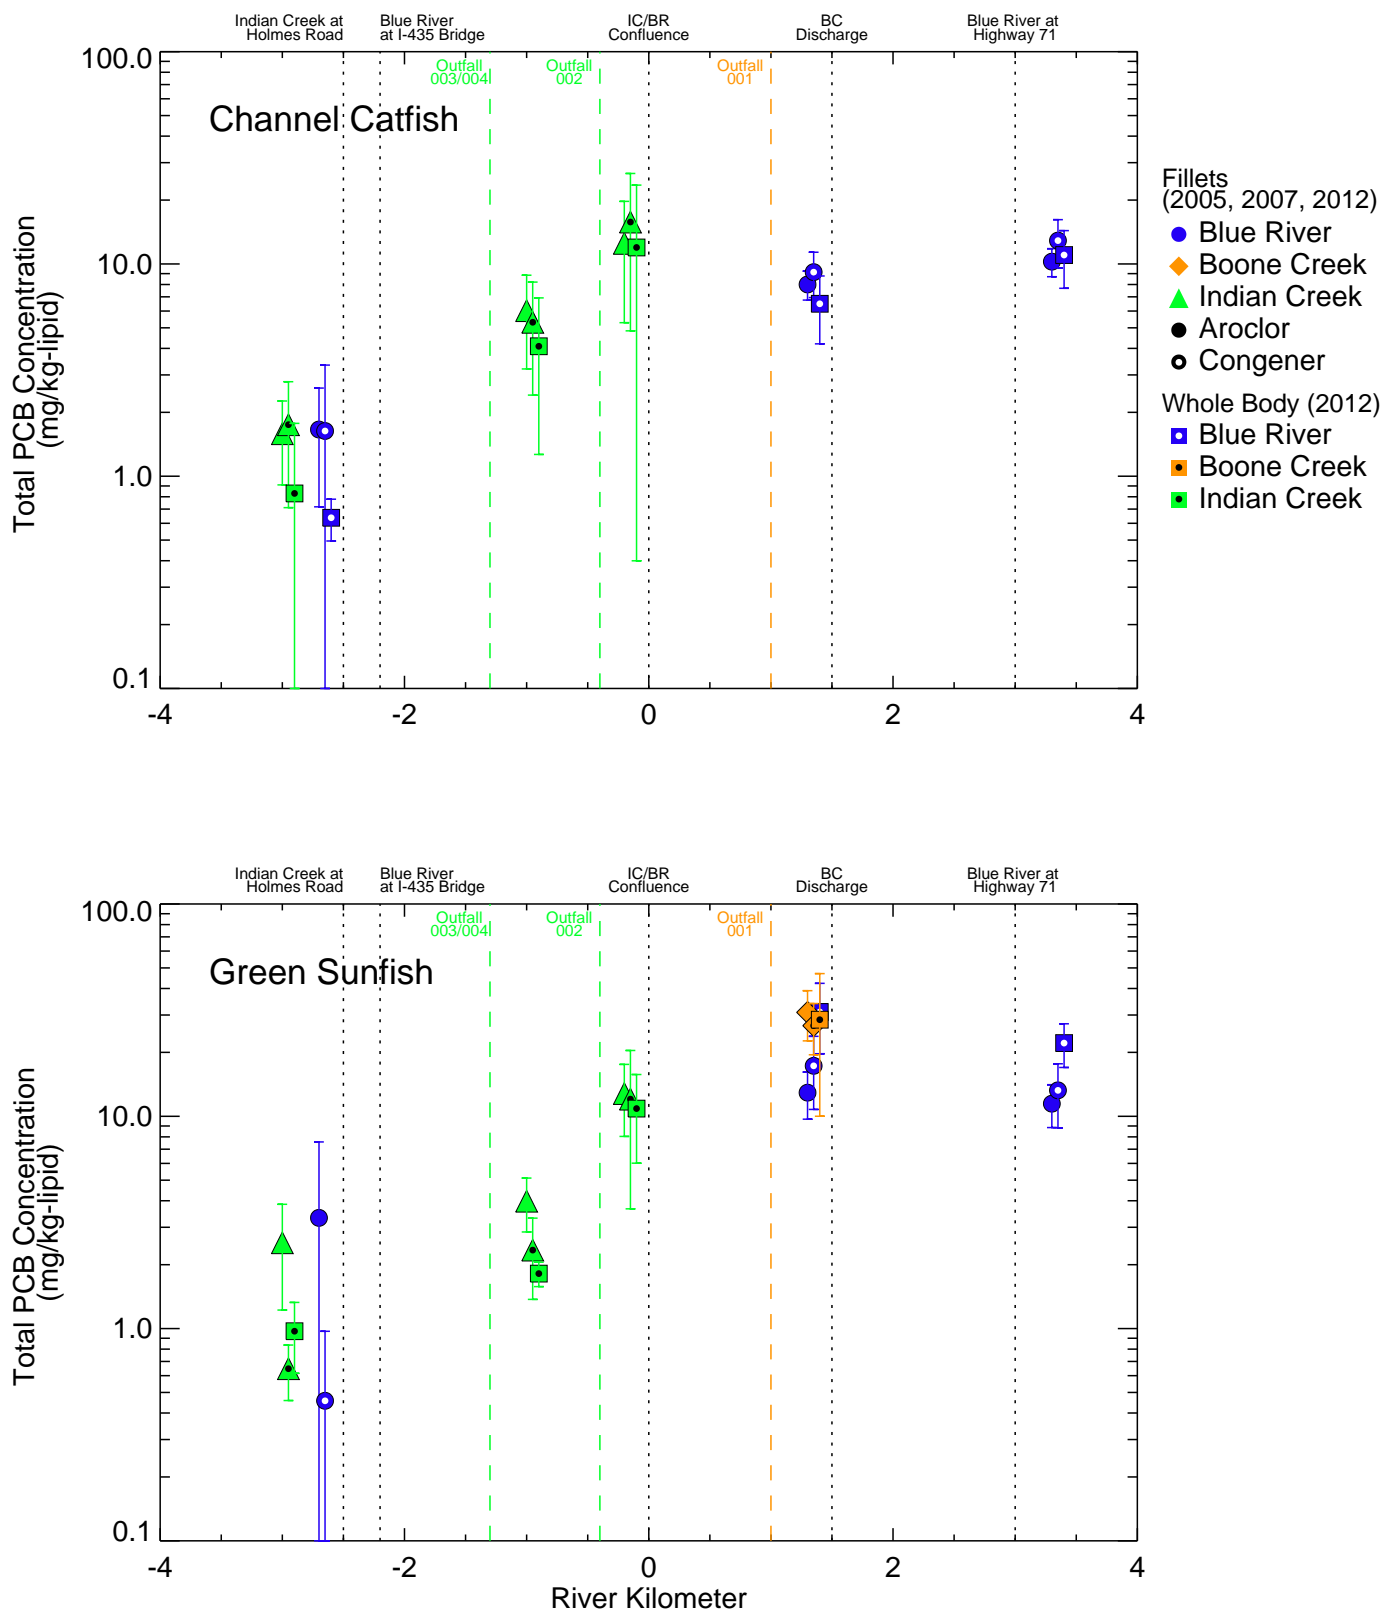 Indian Creek at
Holmes Road
Blue River
at I-435 Bridge
IC/BR
Confluence
BC
Discharge
Blue River at
Highway 71
100.0
10.0
1.0
0.1
Total PCB Concentration
(mg/kg-lipid)
Channel Catfish
Outfall
003/004
Outfall
002
Outfall
001
-4
-2
0
2
4
Fillets
(2005, 2007, 2012)
Blue River
Boone Creek
Indian Creek
Aroclor
Congener
Whole Body (2012)
Blue River
Boone Creek
Indian Creek
Indian Creek at
Holmes Road
Blue River
at I-435 Bridge
IC/BR
Confluence
BC
Discharge
Blue River at
Highway 71
100.0
10.0
1.0
0.1
Total PCB Concentration
(mg/kg-lipid)
Green Sunfish
Outfall
003/004
Outfall
002
Outfall
001
-4
-2
0
2
4
River Kilometer